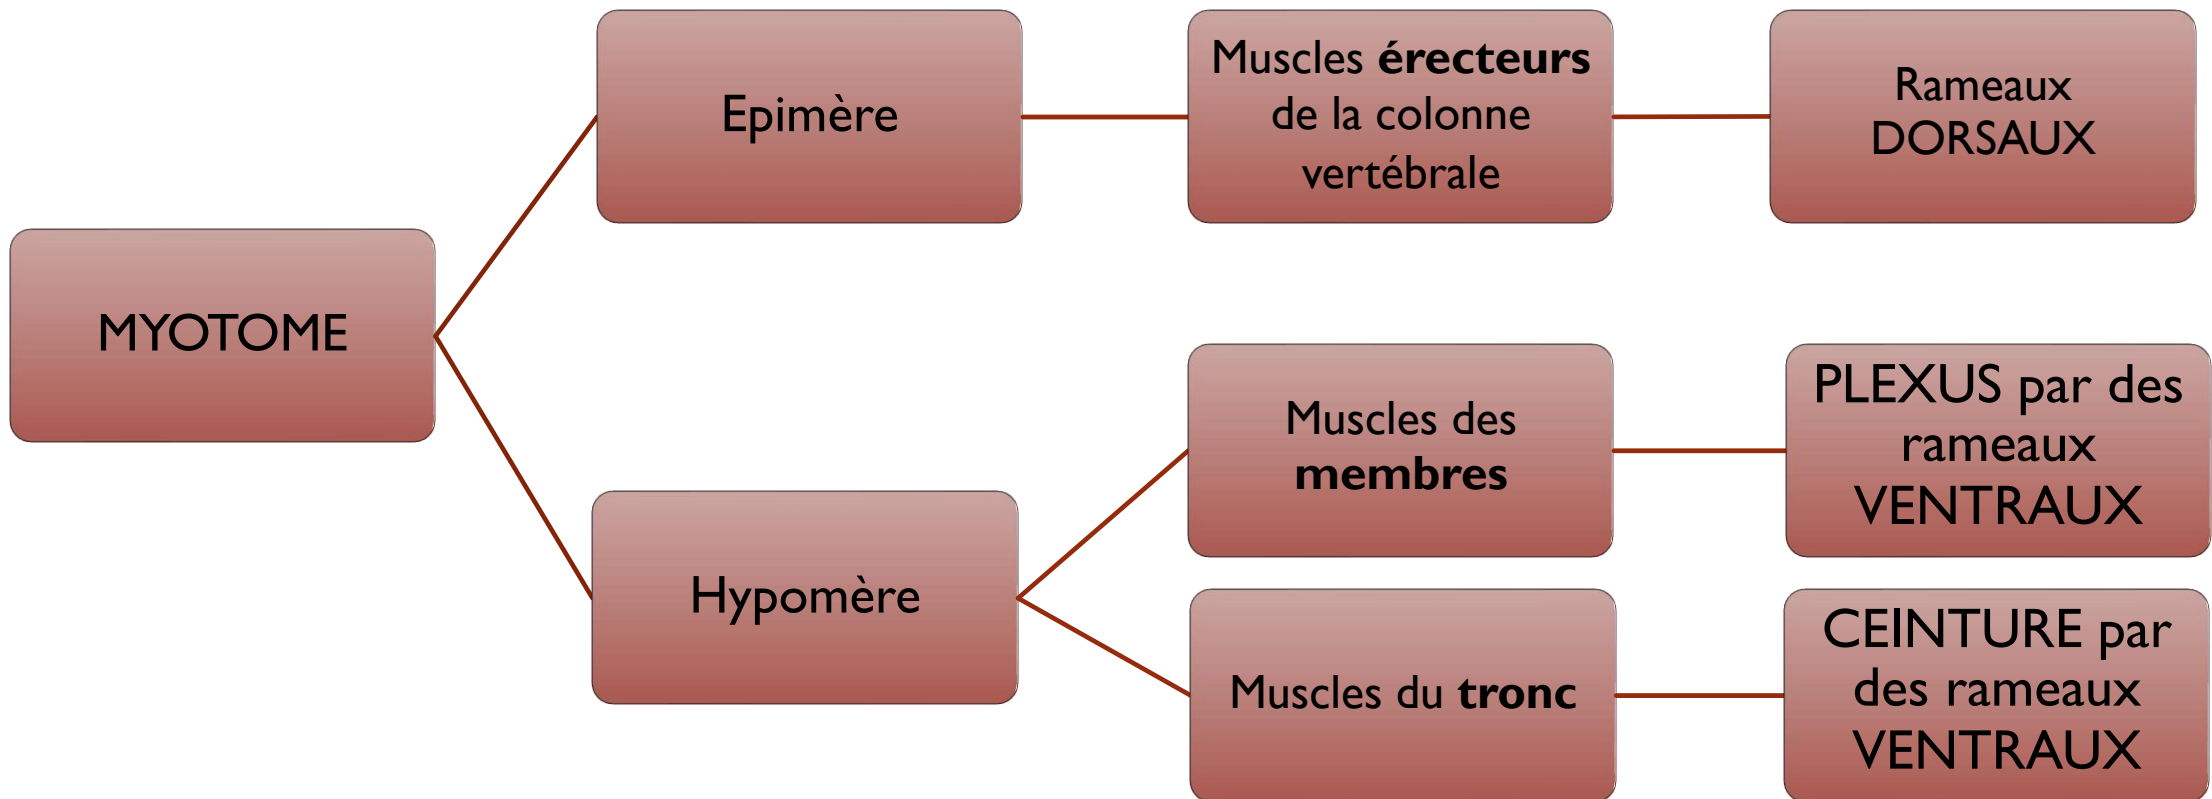 MYOTOME
Epimère
Muscles érecteurs
de la colonne
vertébrale
Rameaux
DORSAUX
Hypomère
Muscles des
membres
PLEXUS par des
rameaux
VENTRAUX
Muscles du tronc
CEINTURE par
des rameaux
VENTRAUX